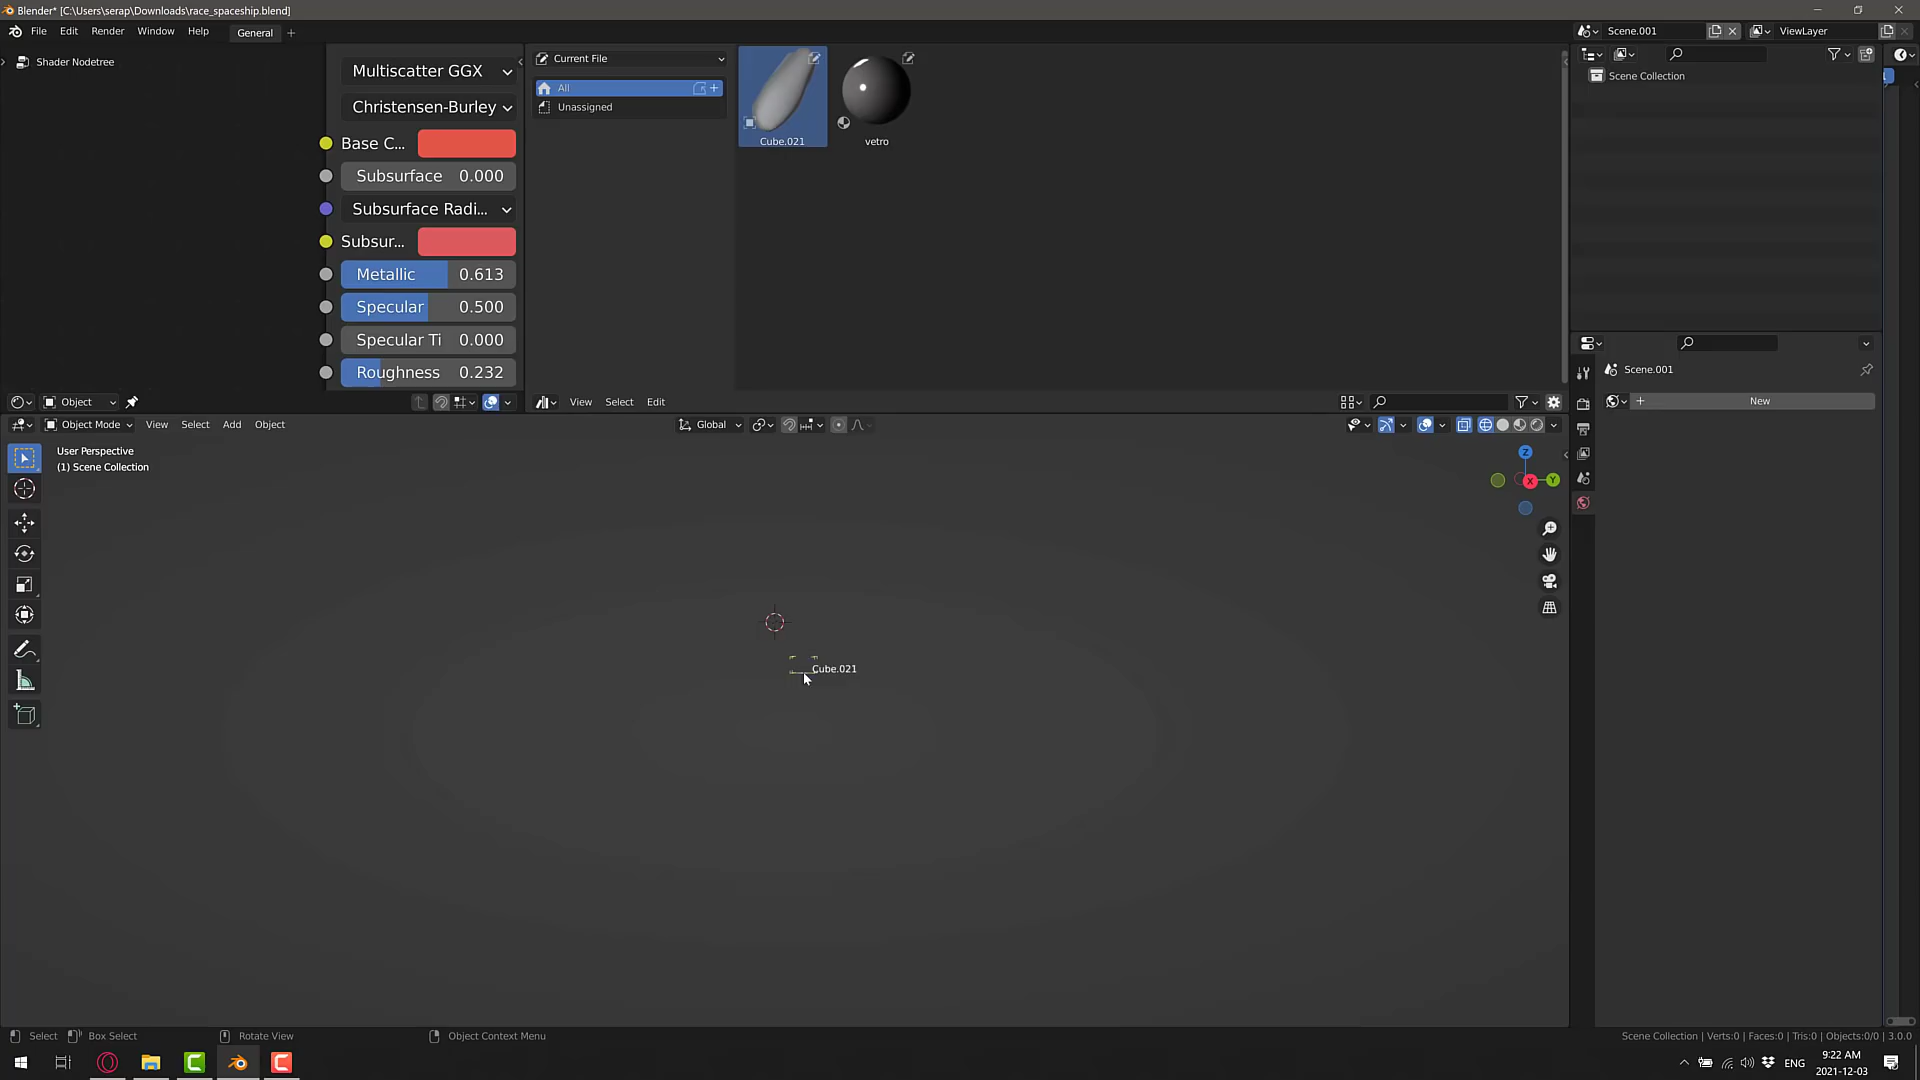 Blender* [C:\Users\serap\Downloads\race_spaceship.blend]
File Edit Render Window Help General
Scene.001 ViewLayer
Shader Nodetree
Multiscatter GGX
Christensen-Burley
Base C...
Subsurface 0.000
Subsurface Radi...
Subsur...
Metallic 0.613
Specular 0.500
Specular Ti 0.000
Roughness 0.232
Object
Current File
All
Unassigned
Cube.021
vetro
View Select Edit
Scene Collection
Scene.001
New
Object Mode View Select Add Object
Global
User Perspective
(1) Scene Collection
Z
X
Y
Cube.021
Select Box Select Rotate View Object Context Menu
Scene Collection | Verts:0 | Faces:0 | Tris:0 | Objects:0/0 | 3.0.0
ENG
9:22 AM
2021-12-03